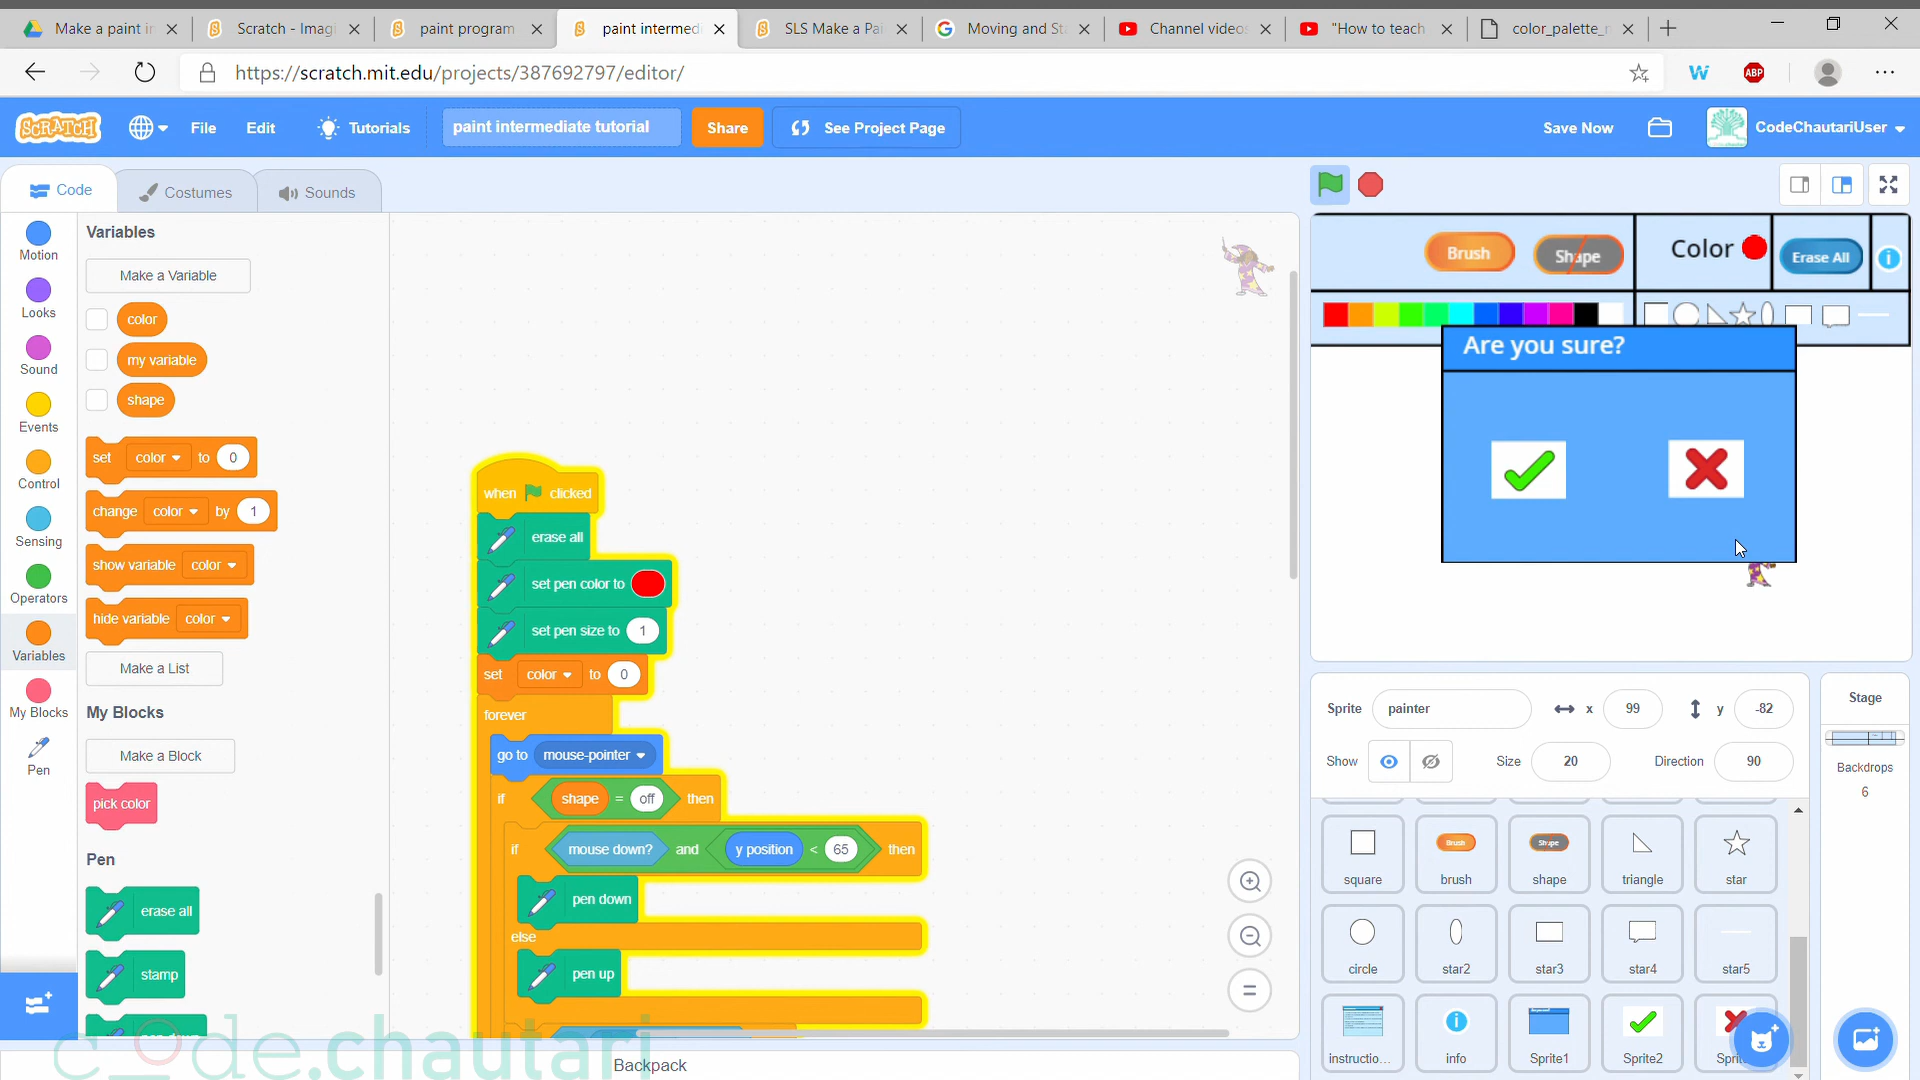 Make a paint in
Scratch - Imagi
paint program
paint intermedi
SLS Make a Pai
Moving and Sta
Channel videos
"How to teach
color_palette_r
https://scratch.mit.edu/projects/387692797/editor/
W
ABP
SCRATCH
File
Edit
Tutorials
paint intermediate tutorial
Share
See Project Page
Save Now
CodeChautariUser
Code
Costumes
Sounds
Motion
Looks
Sound
Events
Control
Sensing
Operators
Variables
My Blocks
Pen
Variables
Make a Variable
color
my variable
shape
set color to 0
change color by 1
show variable color
hide variable color
Make a List
My Blocks
Make a Block
pick color
Pen
erase all
stamp
when clicked
erase all
set pen color to
set pen size to 1
set color to 0
forever
go to mouse-pointer
if shape = off then
if mouse down? and y position < 65 then
pen down
else
pen up
Brush
Shape
Color
Erase All
i
Are you sure?
Sprite painter x 99 y -82
Show Size 20 Direction 90
Stage
Backdrops
6
square
brush
shape
triangle
star
circle
star2
star3
star4
star5
instructio...
info
Sprite1
Sprite2
Backpack
code.chautari